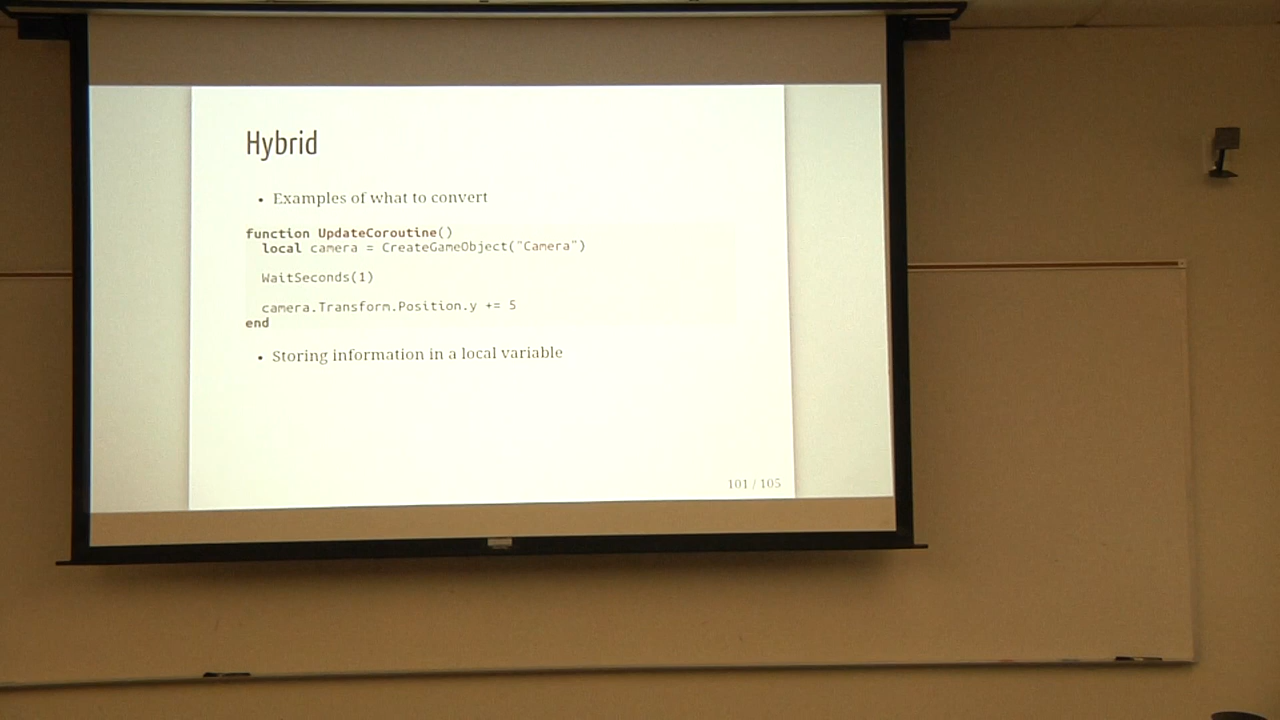 Hybrid
• Examples of what to convert
function UpdateCoroutine()
local camera = CreateGameObject("Camera")
WaitSeconds(1)
camera.Transform.Position.y += 5
end
• Storing information in a local variable
101 / 105